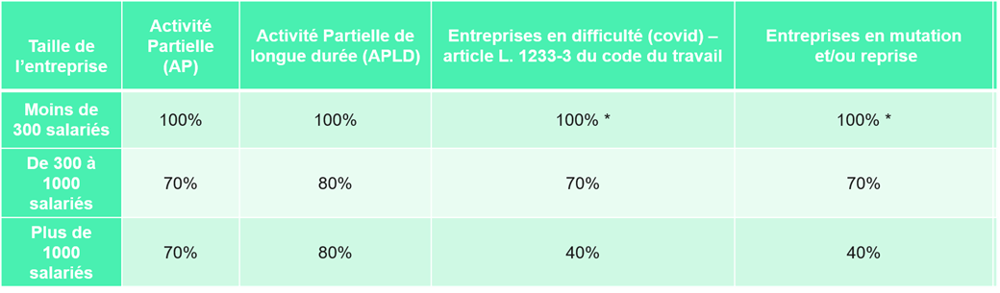 Taille de
l’entreprise
Activité
Partielle
(AP)
Activité Partielle de
longue durée (APLD)
Entreprises en difficulté (covid) –
article L. 1233-3 du code du travail
Entreprises en mutation
et/ou reprise
Moins de
300 salariés
100%
100%
100% *
100% *
De 300 à
1000
salariés
70%
80%
70%
70%
Plus de
1000
salariés
70%
80%
40%
40%